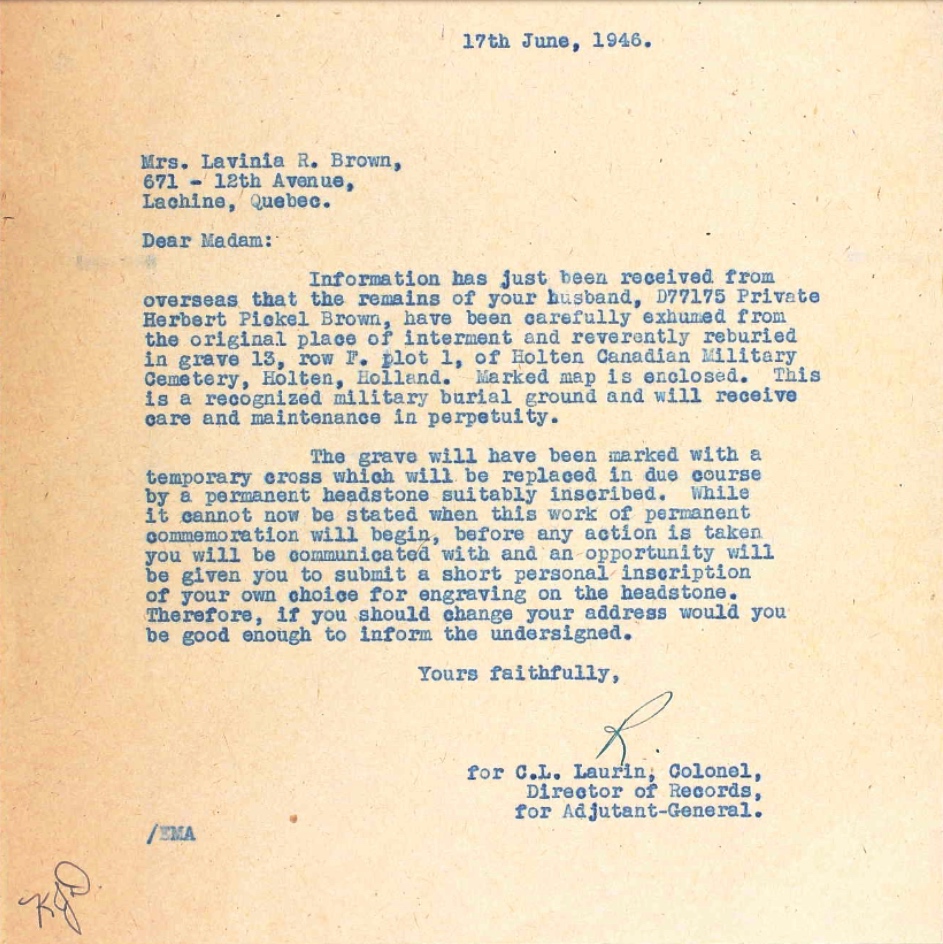 17th June, 1946.
Mrs. Lavinia R. Brown,
671 - 12th Avenue,
Lachine, Quebec.
Dear Madam:
Information has just been received from
overseas that the remains of your husband, D77175 Private
Herbert Pickel Brown, have been carefully exhumed from
the original place of interment and reverently reburied
in grave 13, row F. plot 1, of Holten Canadian Military
Cemetery, Holten, Holland. Marked map is enclosed. This
is a recognized military burial ground and will receive
care and maintenance in perpetuity.
The grave will have been marked with a
temporary cross which will be replaced in due course
by a permanent headstone suitably inscribed. While
it cannot now be stated when this work of permanent
commemoration will begin, before any action is taken
you will be communicated with and an opportunity will
be given you to submit a short personal inscription
of your own choice for engraving on the headstone.
Therefore, if you should change your address would you
be good enough to inform the undersigned.
Yours faithfully,
R.
for C.L. Laurin, Colonel,
Director of Records,
for Adjutant-General.
/EMA